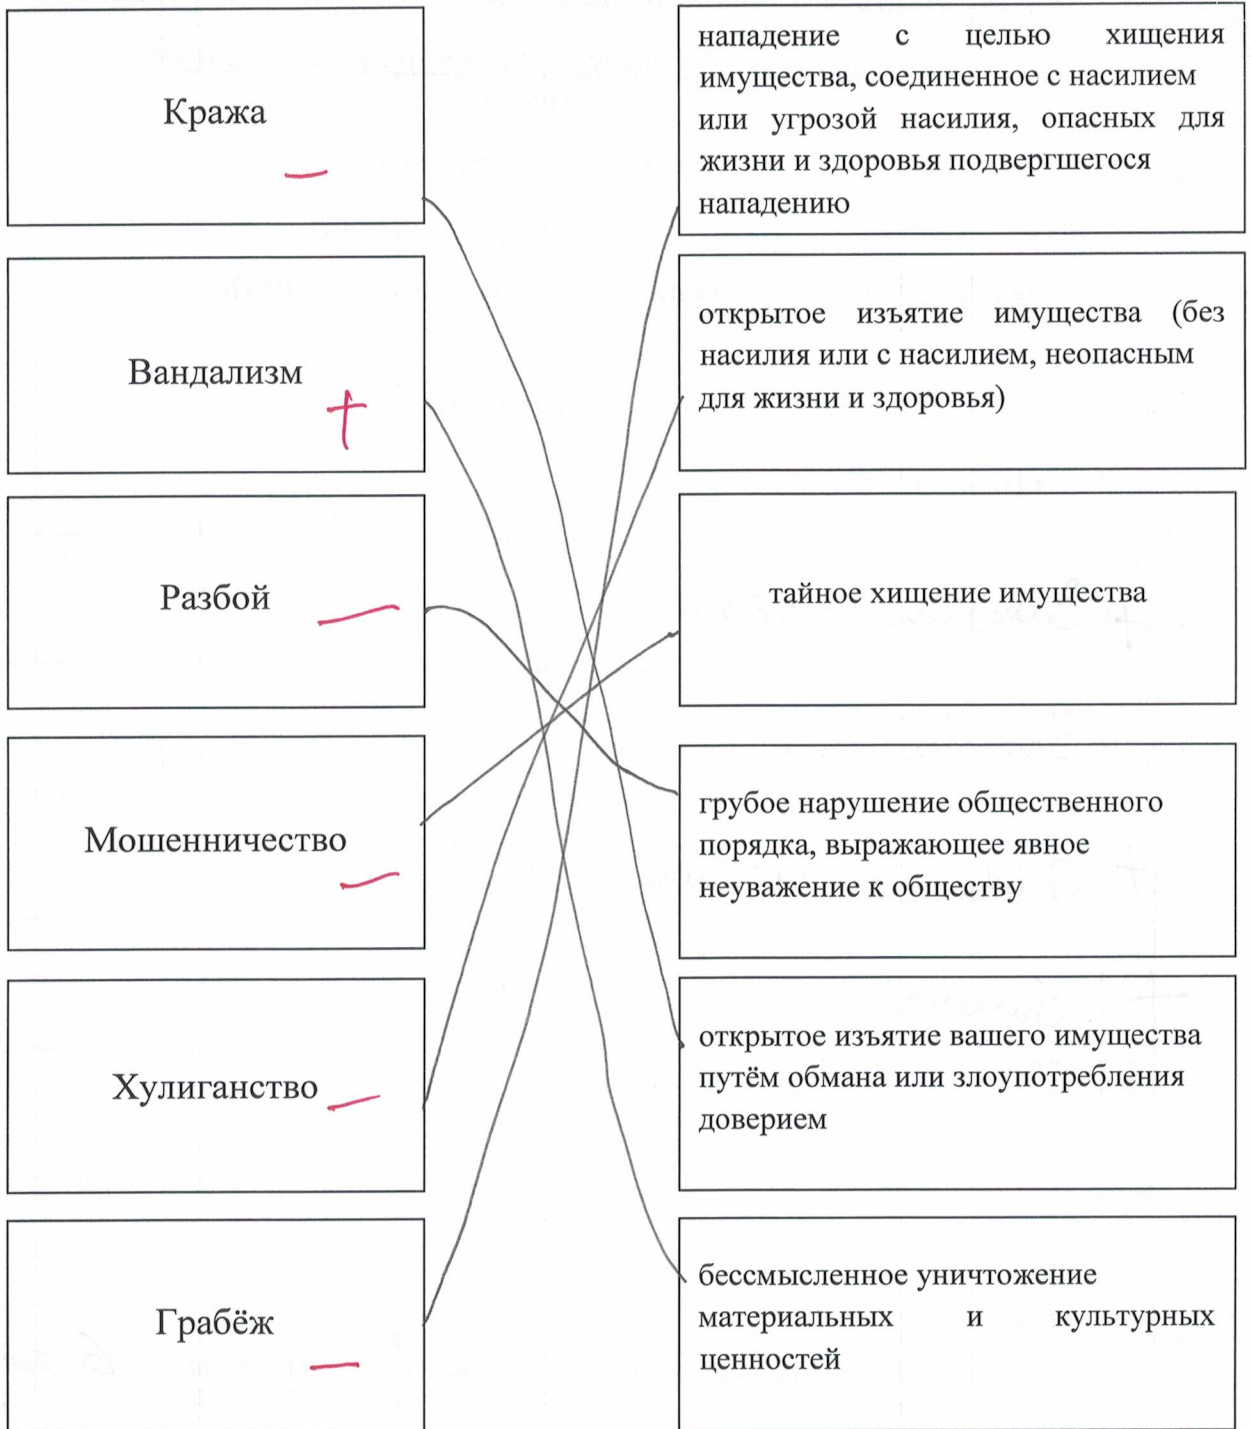 Кража
Вандализм
Разбой
Мошенничество
Хулиганство
Грабёж
нападение с целью хищения
имущества, соединенное с насилием
или угрозой насилия, опасных для
жизни и здоровья подвергшегося
нападению
открытое изъятие имущества (без
насилия или с насилием, неопасным
для жизни и здоровья)
тайное хищение имущества
грубое нарушение общественного
порядка, выражающее явное
неуважение к обществу
открытое изъятие вашего имущества
путём обмана или злоупотребления
доверием
бессмысленное уничтожение
материальных и культурных
ценностей